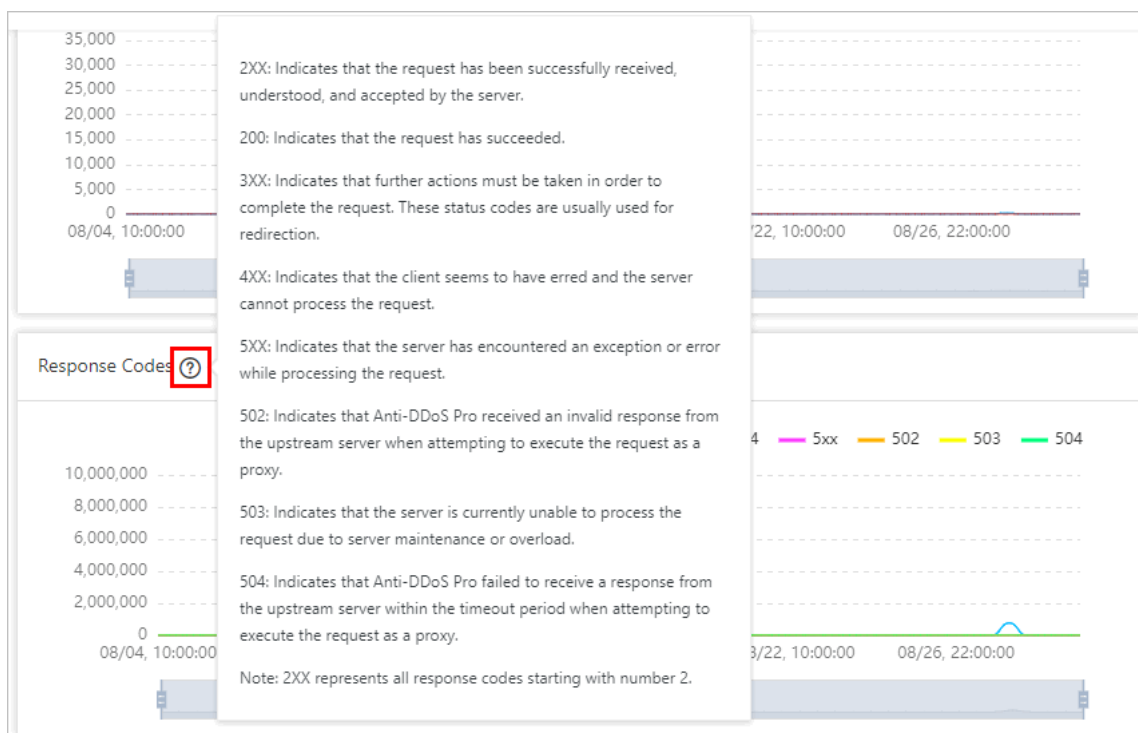 35,000
30,000
25,000
20,000
15,000
10,000
5,000
0
08/04, 10:00:00
/22, 10:00:00
08/26, 22:00:00
2XX: Indicates that the request has been successfully received,
understood, and accepted by the server.
200: Indicates that the request has succeeded.
3XX: Indicates that further actions must be taken in order to
complete the request. These status codes are usually used for
redirection.
4XX: Indicates that the client seems to have erred and the server
cannot process the request.
5XX: Indicates that the server has encountered an exception or error
while processing the request.
502: Indicates that Anti-DDoS Pro received an invalid response from
the upstream server when attempting to execute the request as a
proxy.
503: Indicates that the server is currently unable to process the
request due to server maintenance or overload.
504: Indicates that Anti-DDoS Pro failed to receive a response from
the upstream server within the timeout period when attempting to
execute the request as a proxy.
Note: 2XX represents all response codes starting with number 2.
Response Codes ?
4 5xx 502 503 504
10,000,000
8,000,000
6,000,000
4,000,000
2,000,000
0
08/04, 10:00:00
/22, 10:00:00
08/26, 22:00:00